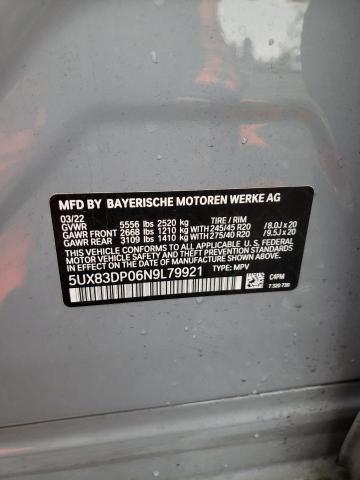 MFD BY BAYERISCHE MOTOREN WERKE AG
03/22 TIRE / RIM
GVWR 5556 lbs 2520 kg
GAWR FRONT 2668 lbs 1210 kg WITH 245/45 R20 /8.0J x 20
GAWR REAR 3109 lbs 1410 kg WITH 275/40 R20 /9.5J x 20
THIS VEHICLE CONFORMS TO ALL APPLICABLE U.S. FEDERAL
MOTOR VEHICLE SAFETY AND THEFT PREVENTION STANDARDS
IN EFFECT ON THE DATE OF MANUFACTURE SHOWN ABOVE.
5UX83DP06N9L79921 TYPE: MPV
C4PM
7 320 730